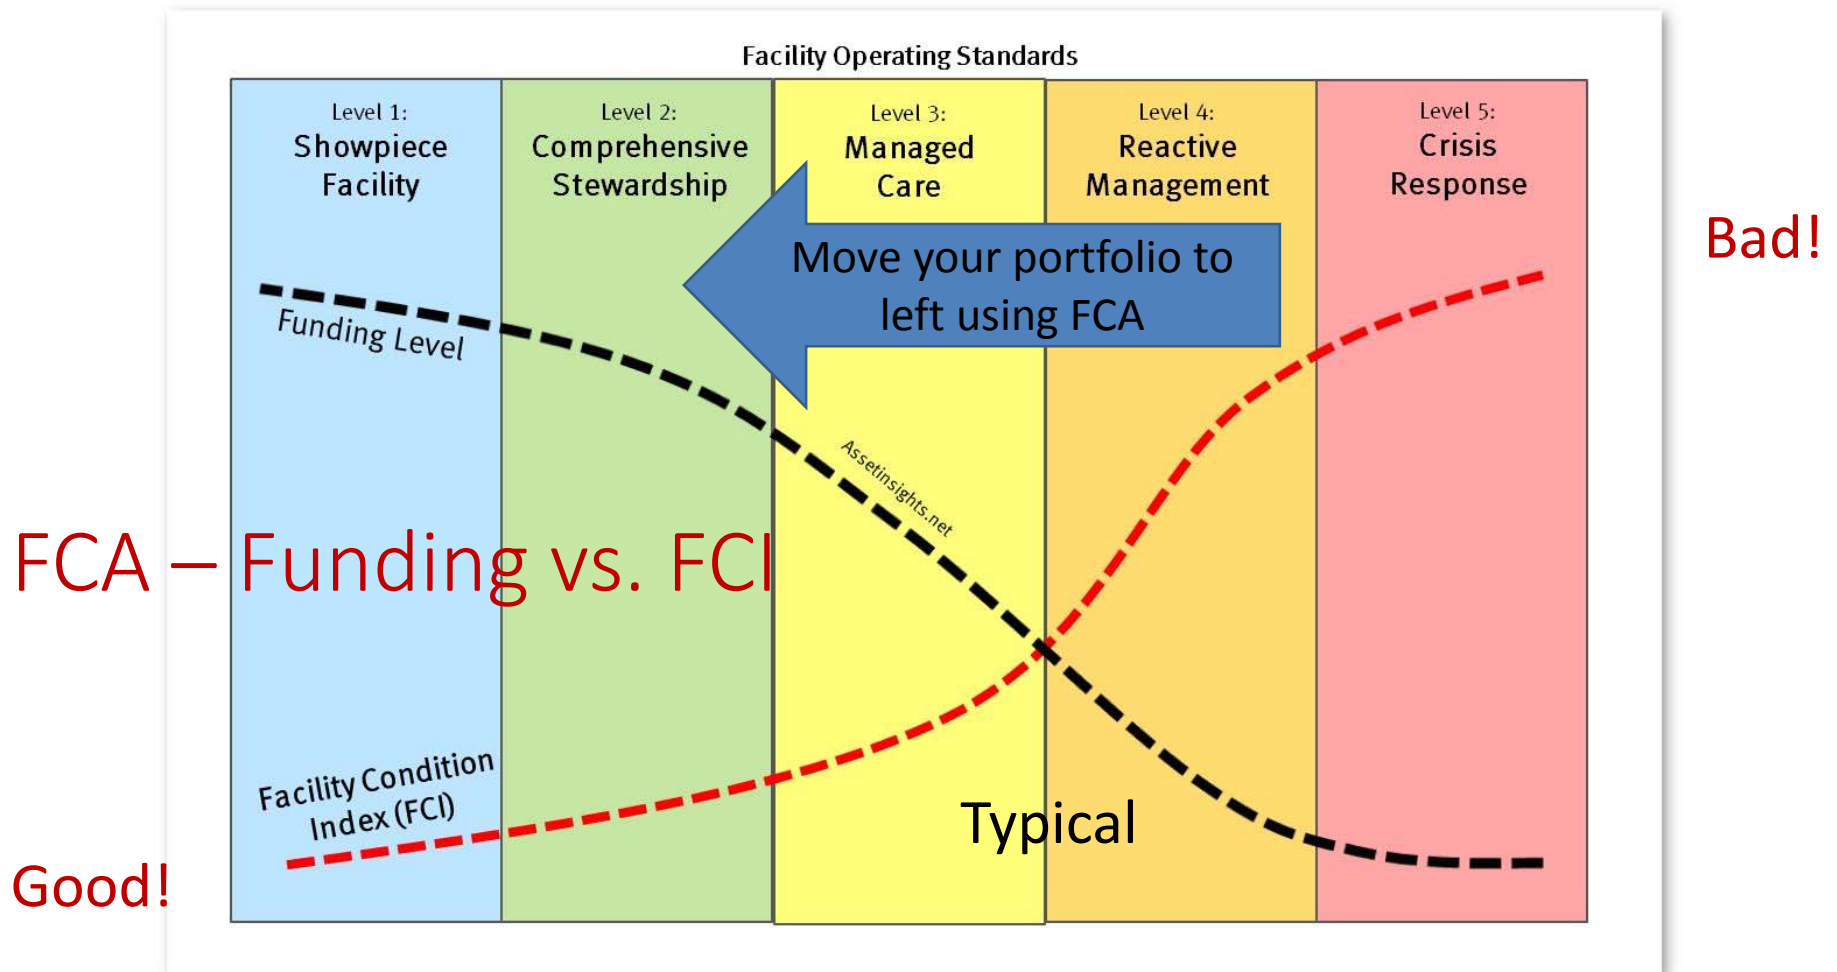 Facility Operating Standards
Level 1:
Showpiece
Facility
Level 2:
Comprehensive
Stewardship
Level 3:
Managed
Care
Level 4:
Reactive
Management
Level 5:
Crisis
Response
Bad!
Move your portfolio to
left using FCA
Funding Level
Assetinsights.net
FCA – Funding vs. FCI
Facility Condition
Index (FCI)
Typical
Good!